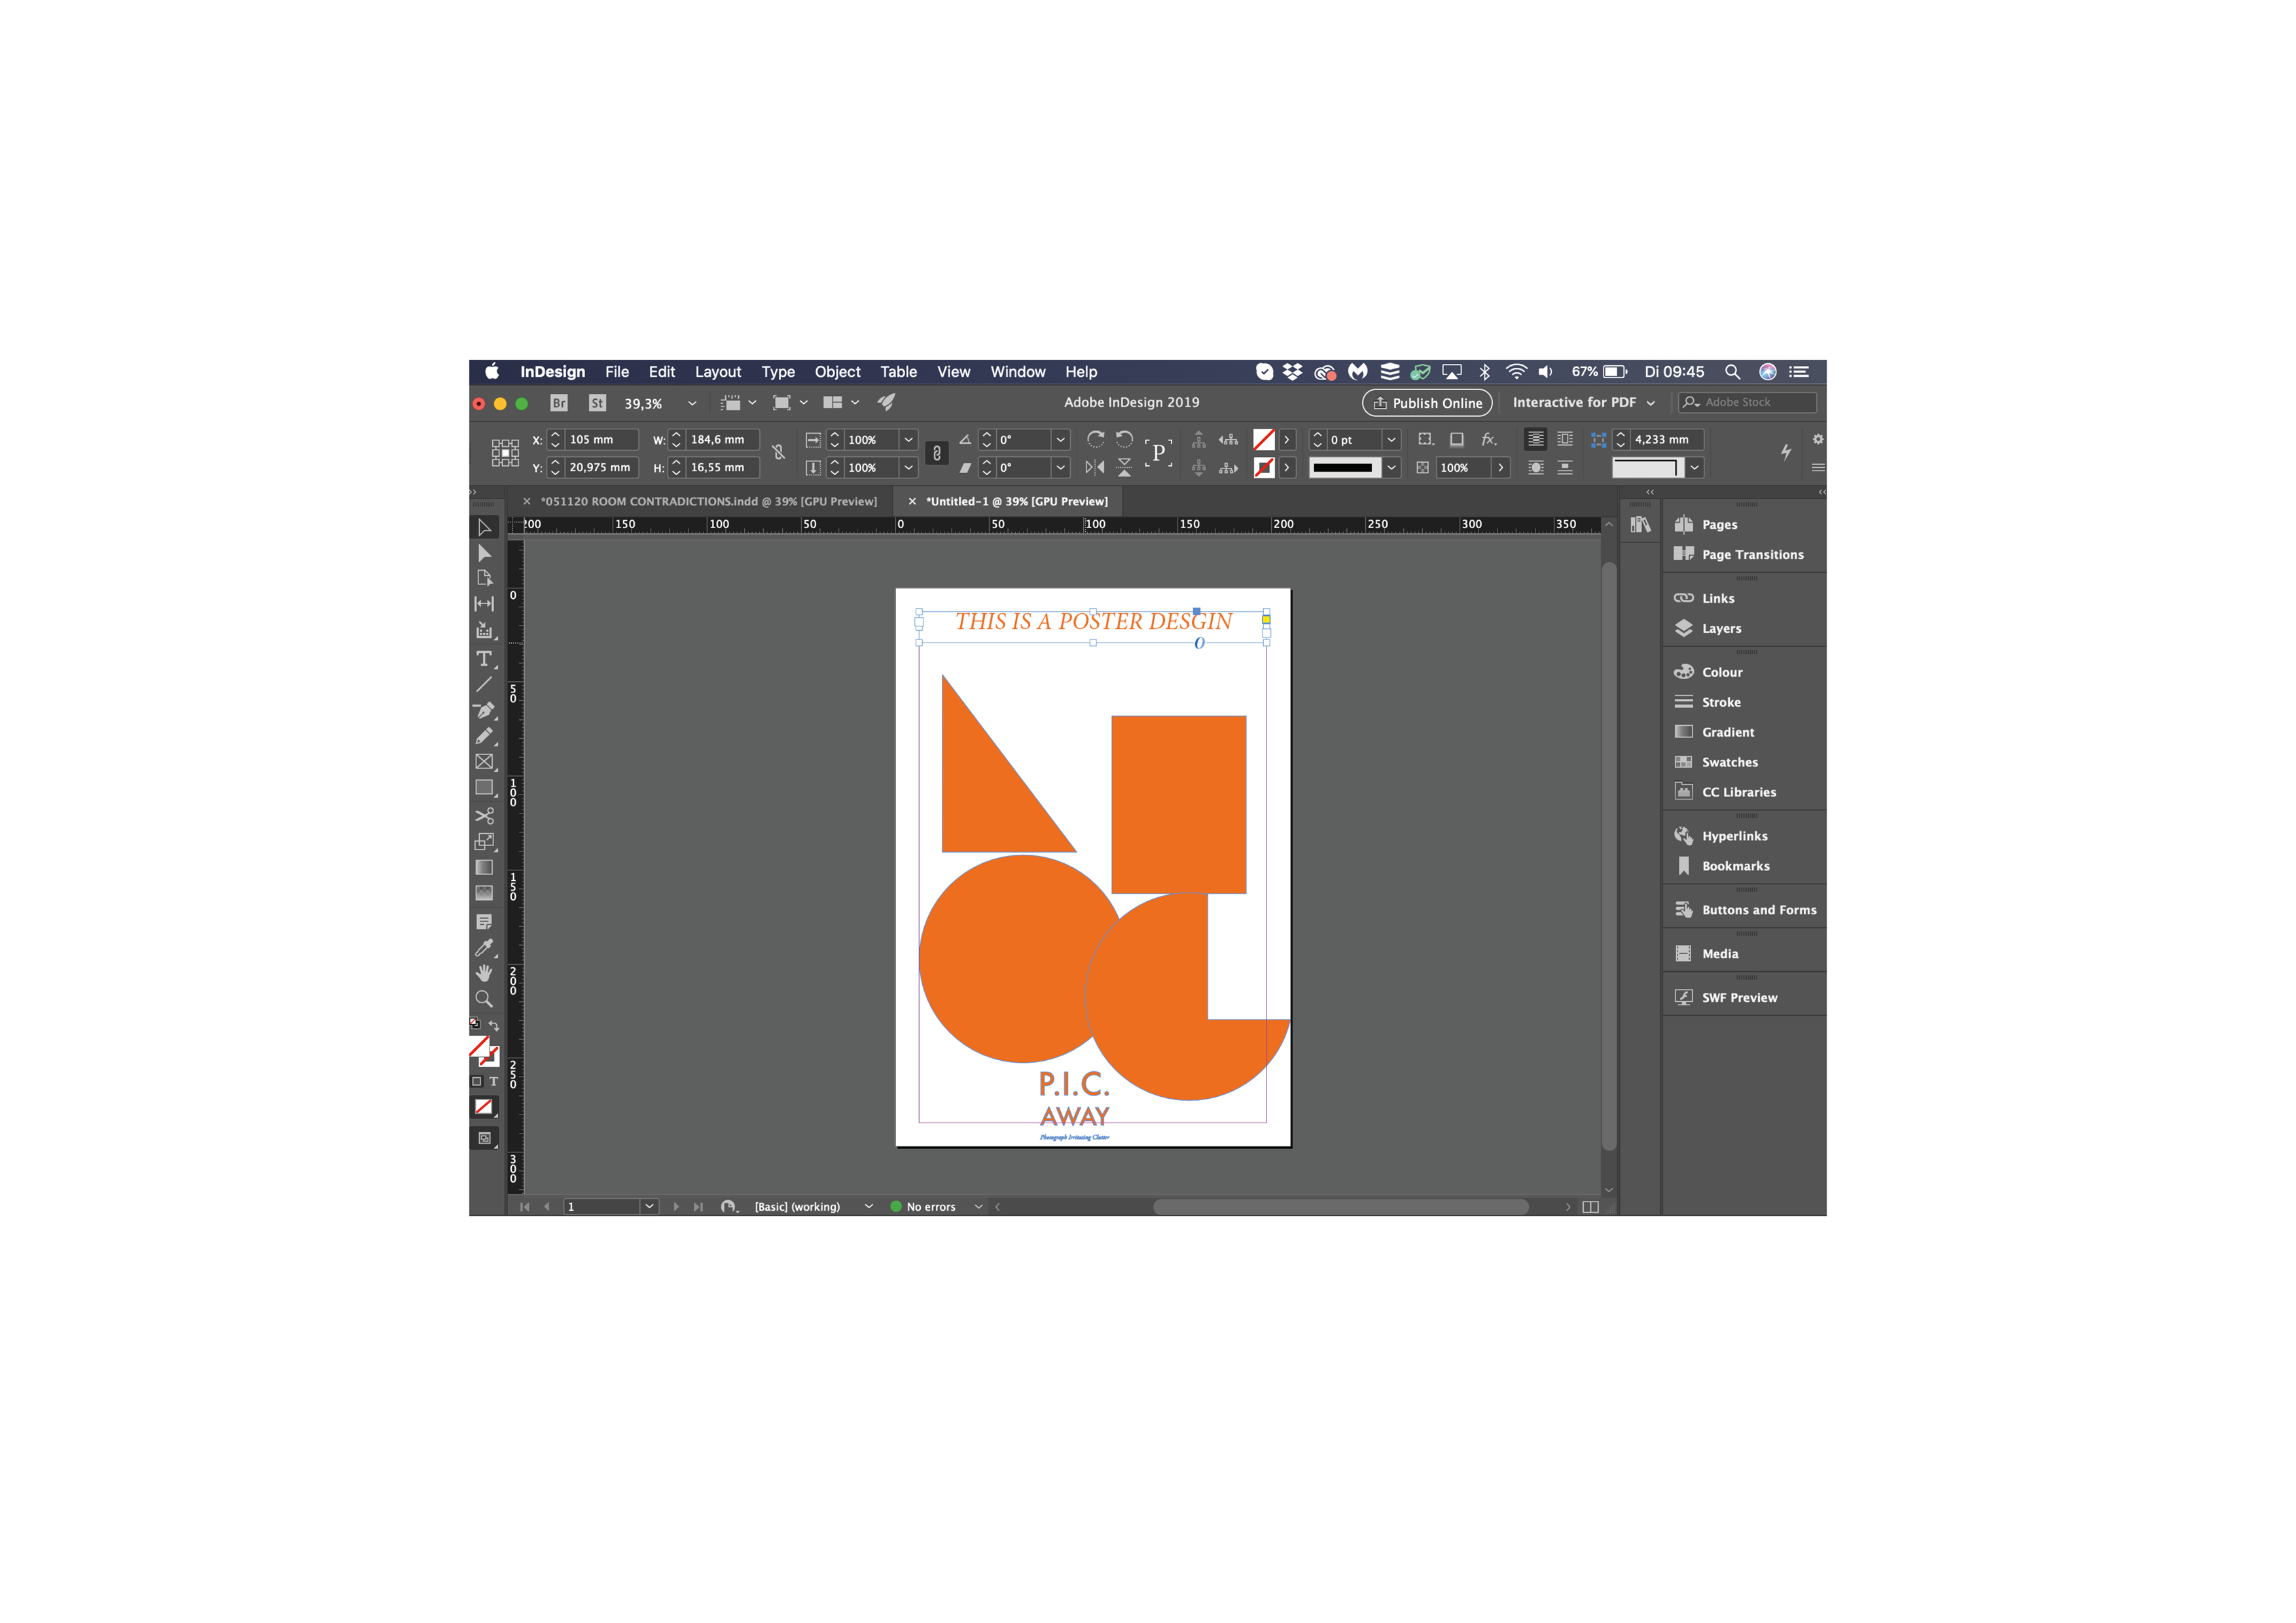 InDesign File Edit Layout Type Object Table View Window Help 67% Di 09:45
Br St 39,3% Adobe InDesign 2019 Publish Online Interactive for PDF Adobe Stock
X: 105 mm W: 184,6 mm 100% 0° 0 pt fx. 4,233 mm
P
Y: 20,975 mm H: 16,55 mm 100% 0° 100%
*051120 ROOM CONTRADICTIONS.indd @ 39% [GPU Preview] *Untitled-1 @ 39% [GPU Preview]
200 150 100 50 0 50 100 150 200 250 300 350
0
50
100
150
200
250
300
THIS IS A POSTER DESGIN
O
P.I.C.
AWAY
Photograph Irritating Clutter
Pages
Page Transitions
Links
Layers
Colour
Stroke
Gradient
Swatches
CC Libraries
Hyperlinks
Bookmarks
Buttons and Forms
Media
SWF Preview
T
T
1 [Basic] (working) No errors